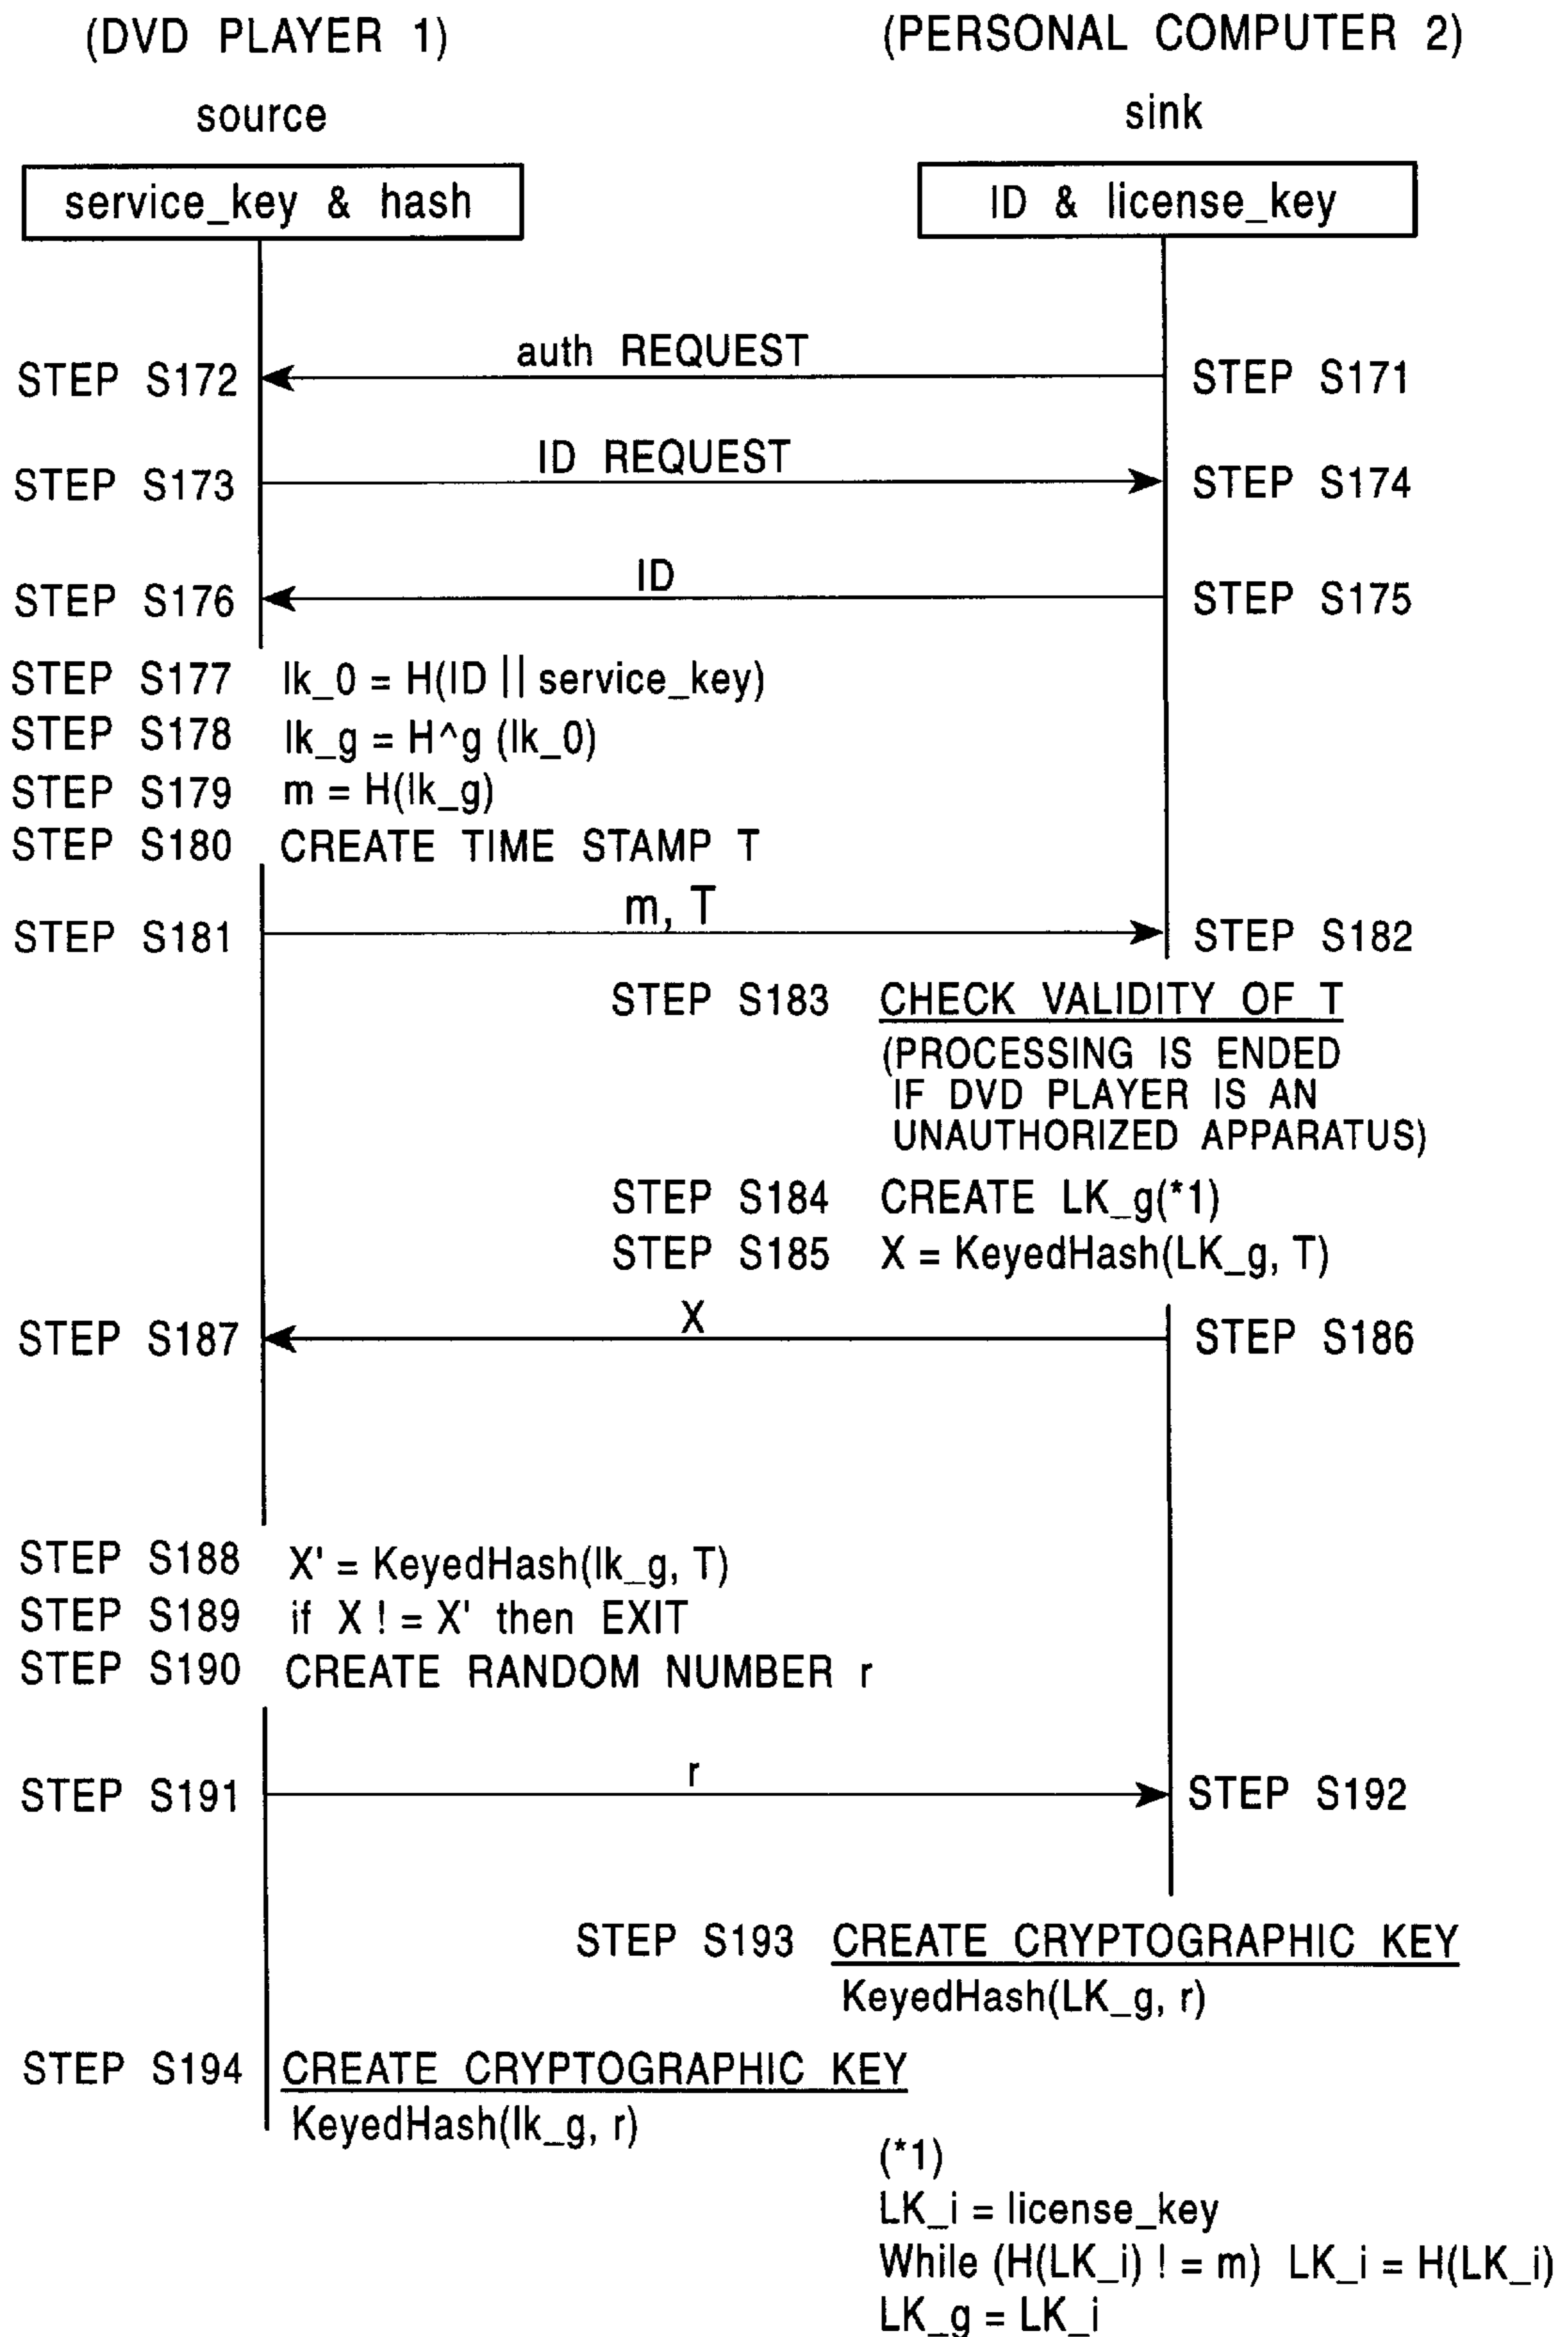 (DVD PLAYER 1) (PERSONAL COMPUTER 2)
source sink
service_key & hash ID & license_key
auth REQUEST
STEP S172 STEP S171
ID REQUEST
STEP S173 STEP S174
ID
STEP S176 STEP S175
STEP S177 lk_0 = H(ID || service_key)
STEP S178 lk_g = H^g (lk_0)
STEP S179 m = H(lk_g)
STEP S180 CREATE TIME STAMP T
m, T
STEP S181 STEP S182
STEP S183 CHECK VALIDITY OF T
(PROCESSING IS ENDED
IF DVD PLAYER IS AN
UNAUTHORIZED APPARATUS)
STEP S184 CREATE LK_g(*1)
STEP S185 X = KeyedHash(LK_g, T)
X
STEP S187 STEP S186
STEP S188 X' = KeyedHash(lk_g, T)
STEP S189 if X ! = X' then EXIT
STEP S190 CREATE RANDOM NUMBER r
r
STEP S191 STEP S192
STEP S193 CREATE CRYPTOGRAPHIC KEY
KeyedHash(LK_g, r)
STEP S194 CREATE CRYPTOGRAPHIC KEY
KeyedHash(lk_g, r)
(*1)
LK_i = license_key
While (H(LK_i) ! = m) LK_i = H(LK_i)
LK_g = LK_i